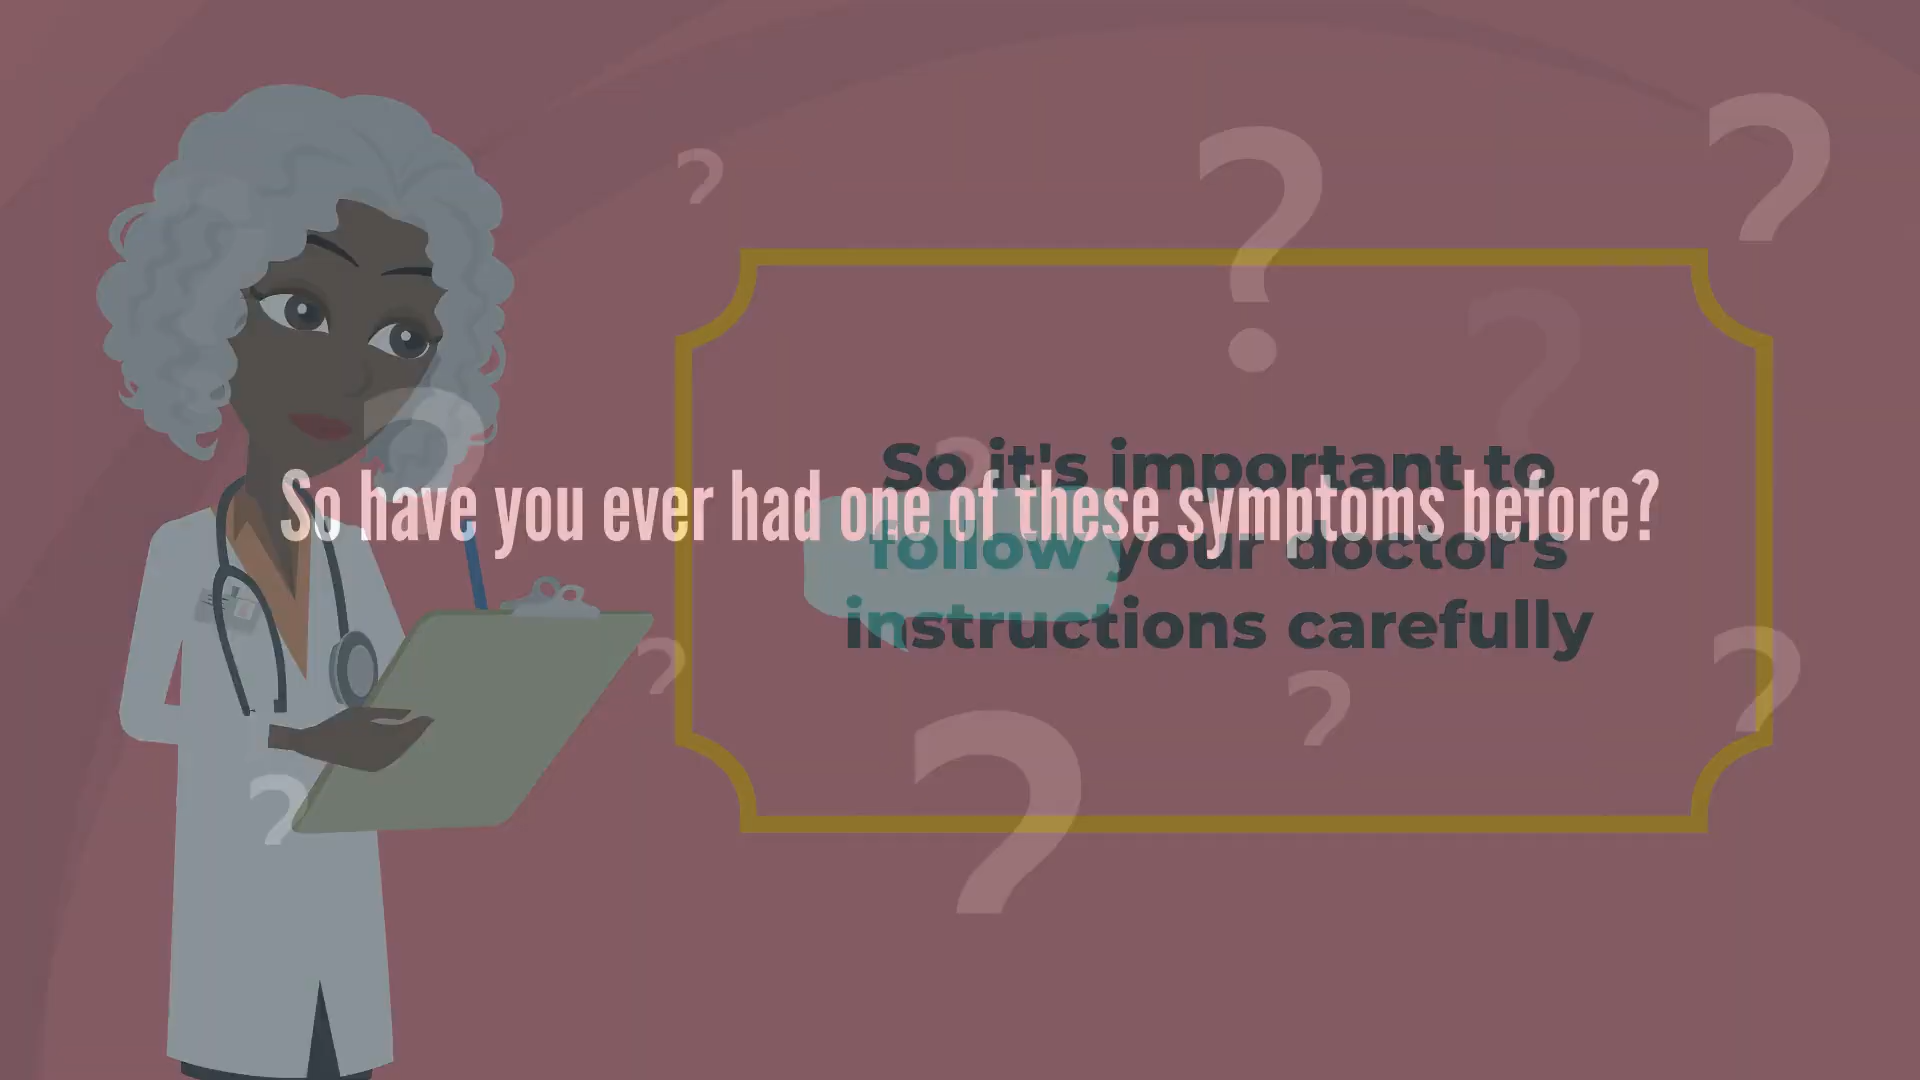 So have you ever had one of these symptoms before?
So it's important to
follow your doctor's
instructions carefully